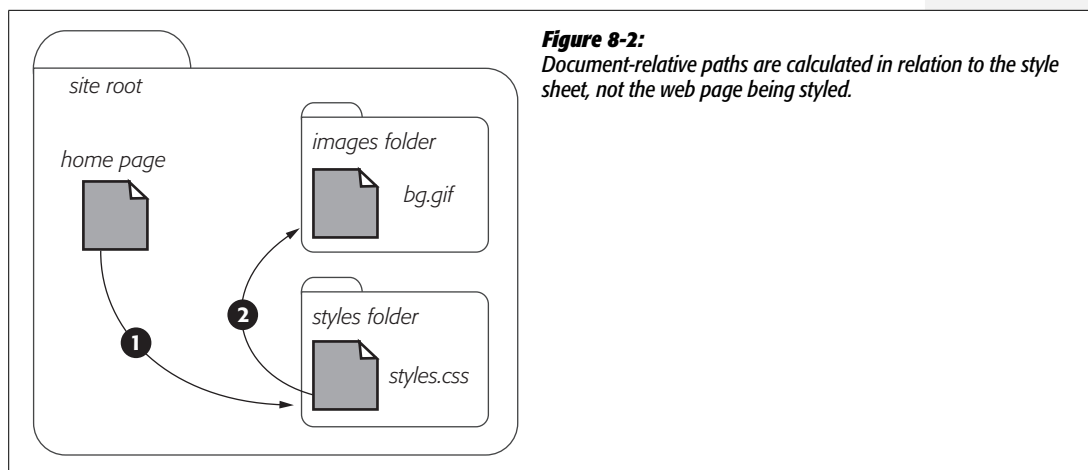 Figure 8-2:
Document-relative paths are calculated in relation to the style
sheet, not the web page being styled.
site root
home page
images folder
bg.gif
2
styles folder
1
styles.css